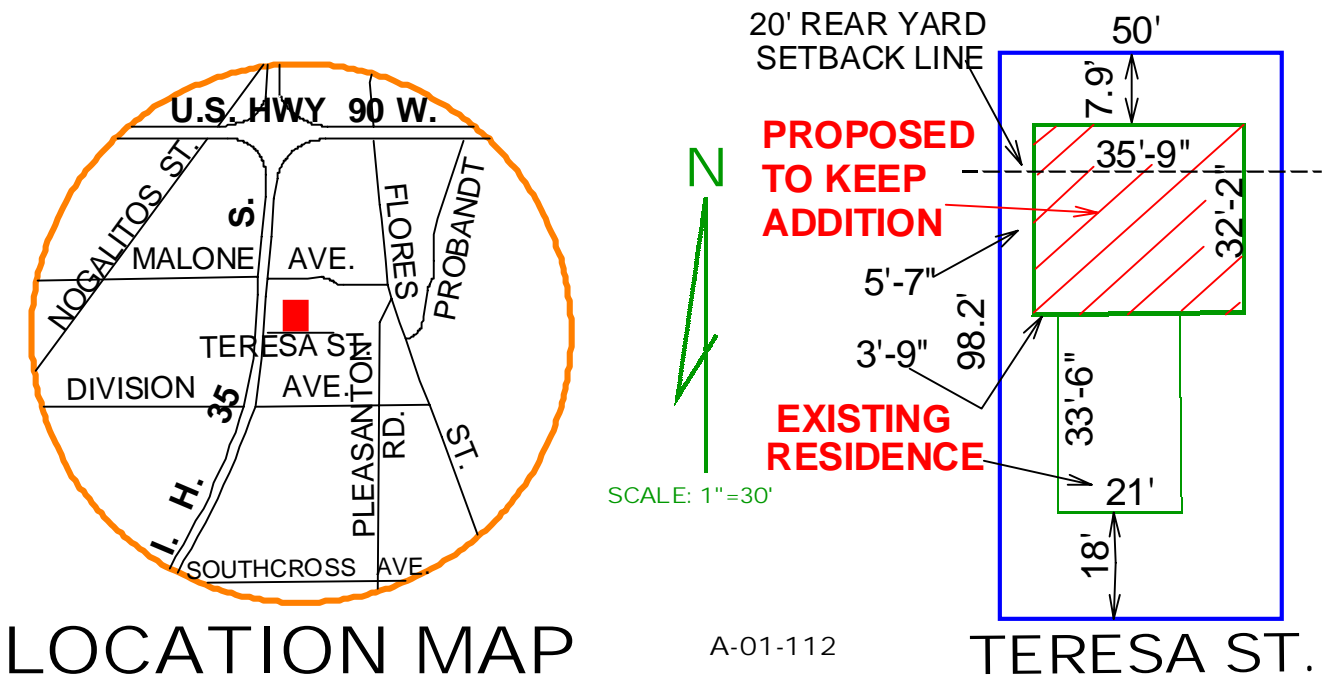 U.S. HWY 90 W.
NOGALITOS ST.
S.
MALONE AVE.
FLORES
PROBANDT
TERESA ST.
DIVISION AVE.
35
PLEASANTON
RD.
ST.
I. H.
SOUTHCROSS AVE.
LOCATION MAP
N
SCALE: 1"=30'
A-01-112
20' REAR YARD
SETBACK LINE
50'
7.9'
PROPOSED
TO KEEP
ADDITION
35'-9"
32'-2"
5'-7"
98.2'
3'-9"
33'-6"
EXISTING
RESIDENCE
21'
18'
TERESA ST.